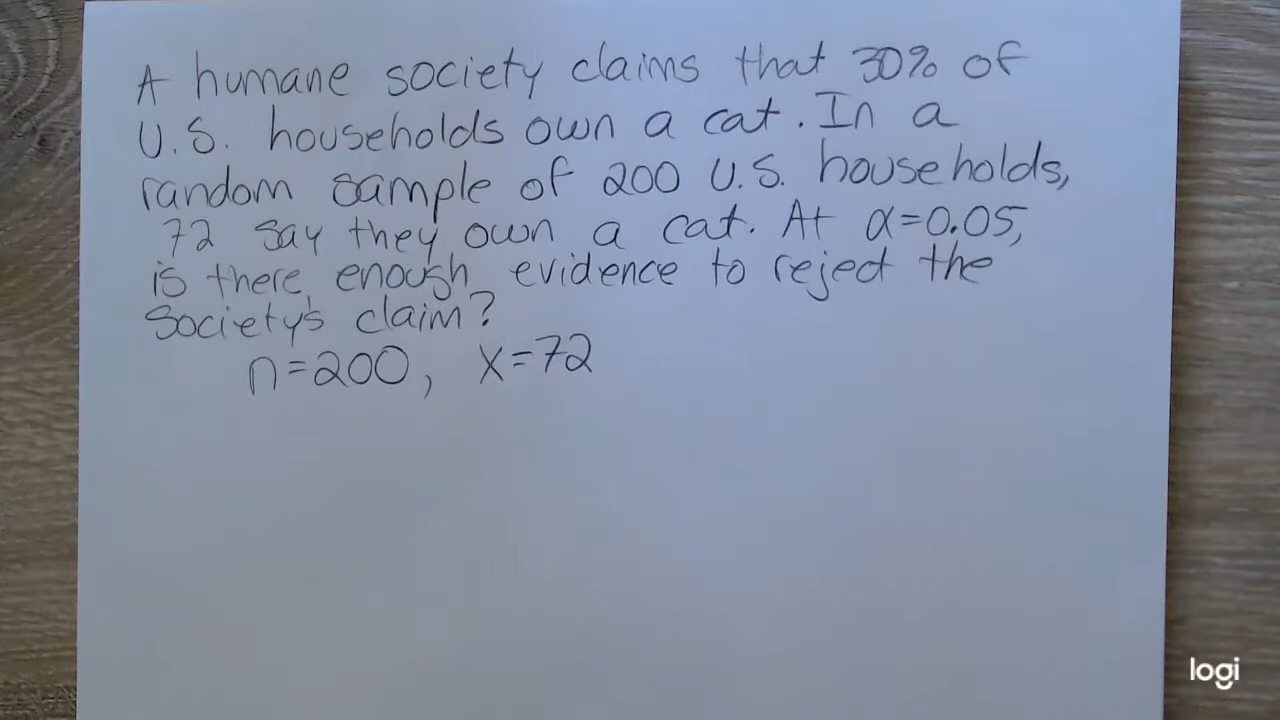 A humane society claims that 30% of
U.S. households own a cat. In a
random sample of 200 U.S. households,
72 say they own a cat. At α=0.05,
is there enough evidence to reject the
society's claim?
n=200, x=72
logi